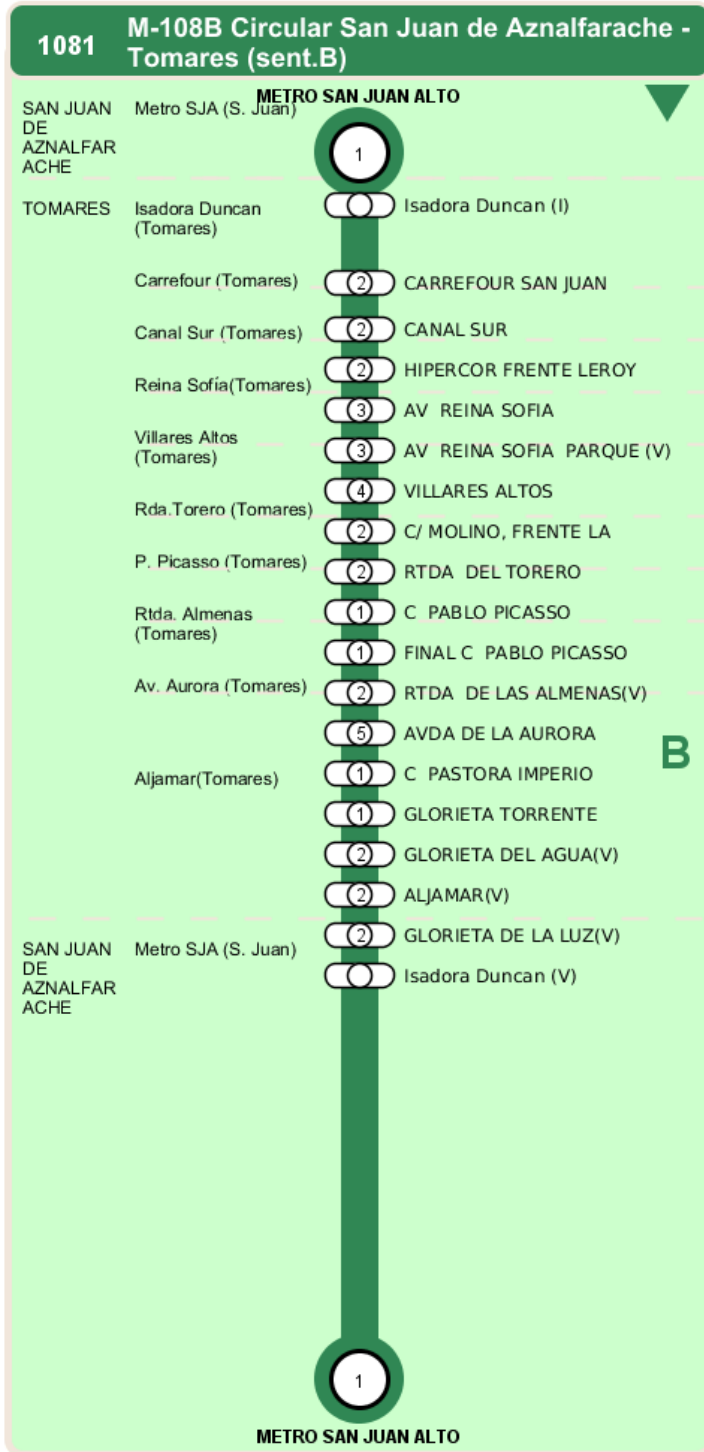 1081
M-108B Circular San Juan de Aznalfarache -
Tomares (sent.B)
METRO SAN JUAN ALTO
SAN JUAN
DE
AZNALFAR
ACHE
Metro SJA (S. Juan)
1
TOMARES
Isadora Duncan
(Tomares)
Isadora Duncan (I)
Carrefour (Tomares)
2 CARREFOUR SAN JUAN
Canal Sur (Tomares)
2 CANAL SUR
2 HIPERCOR FRENTE LEROY
Reina Sofía(Tomares)
3 AV REINA SOFIA
Villares Altos
(Tomares)
3 AV REINA SOFIA PARQUE (V)
4 VILLARES ALTOS
Rda.Torero (Tomares)
2 C/ MOLINO, FRENTE LA
P. Picasso (Tomares)
2 RTDA DEL TORERO
1 C PABLO PICASSO
Rtda. Almenas
(Tomares)
1 FINAL C PABLO PICASSO
Av. Aurora (Tomares)
2 RTDA DE LAS ALMENAS(V)
5 AVDA DE LA AURORA
B
Aljamar(Tomares)
1 C PASTORA IMPERIO
1 GLORIETA TORRENTE
2 GLORIETA DEL AGUA(V)
2 ALJAMAR(V)
2 GLORIETA DE LA LUZ(V)
SAN JUAN
DE
AZNALFAR
ACHE
Metro SJA (S. Juan)
Isadora Duncan (V)
1
METRO SAN JUAN ALTO